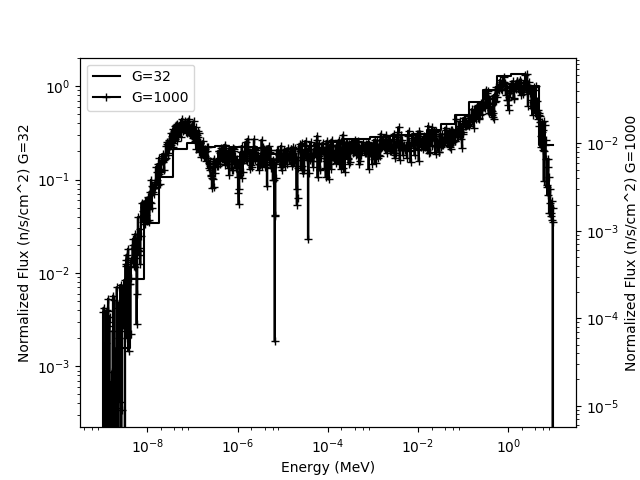 G=32
G=1000
10^0
10^-1
10^-2
10^-3
Normalized Flux (n/s/cm^2) G=32
10^-2
10^-3
10^-4
10^-5
Normalized Flux (n/s/cm^2) G=1000
10^-8 10^-6 10^-4 10^-2 10^0
Energy (MeV)